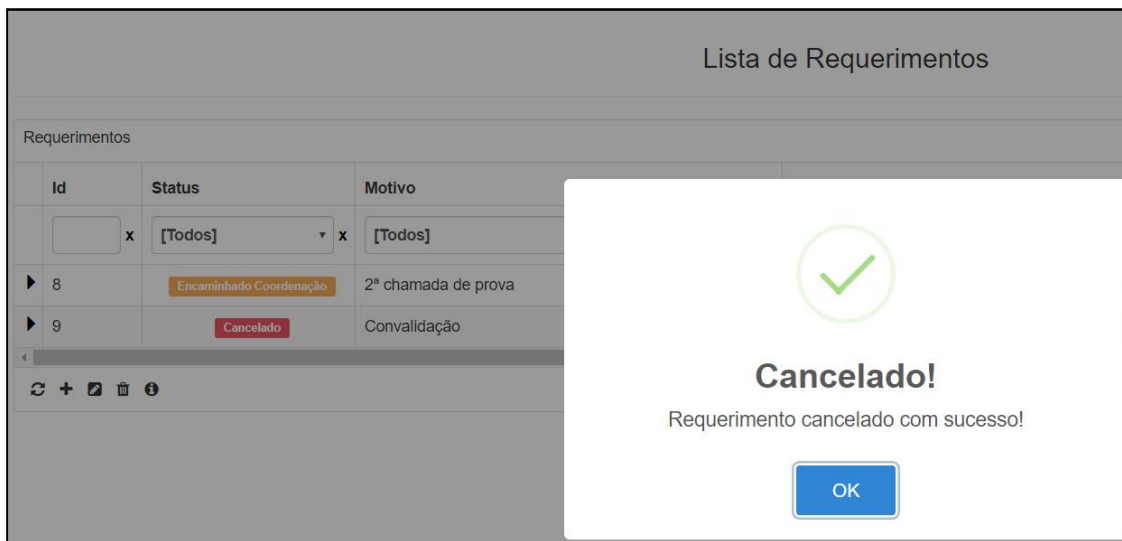 Lista de Requerimentos
Requerimentos
Id Status Motivo
x [Todos] x [Todos]
8 Encaminhado Coordenação 2ª chamada de prova
9 Cancelado Convalidação
Cancelado!
Requerimento cancelado com sucesso!
OK